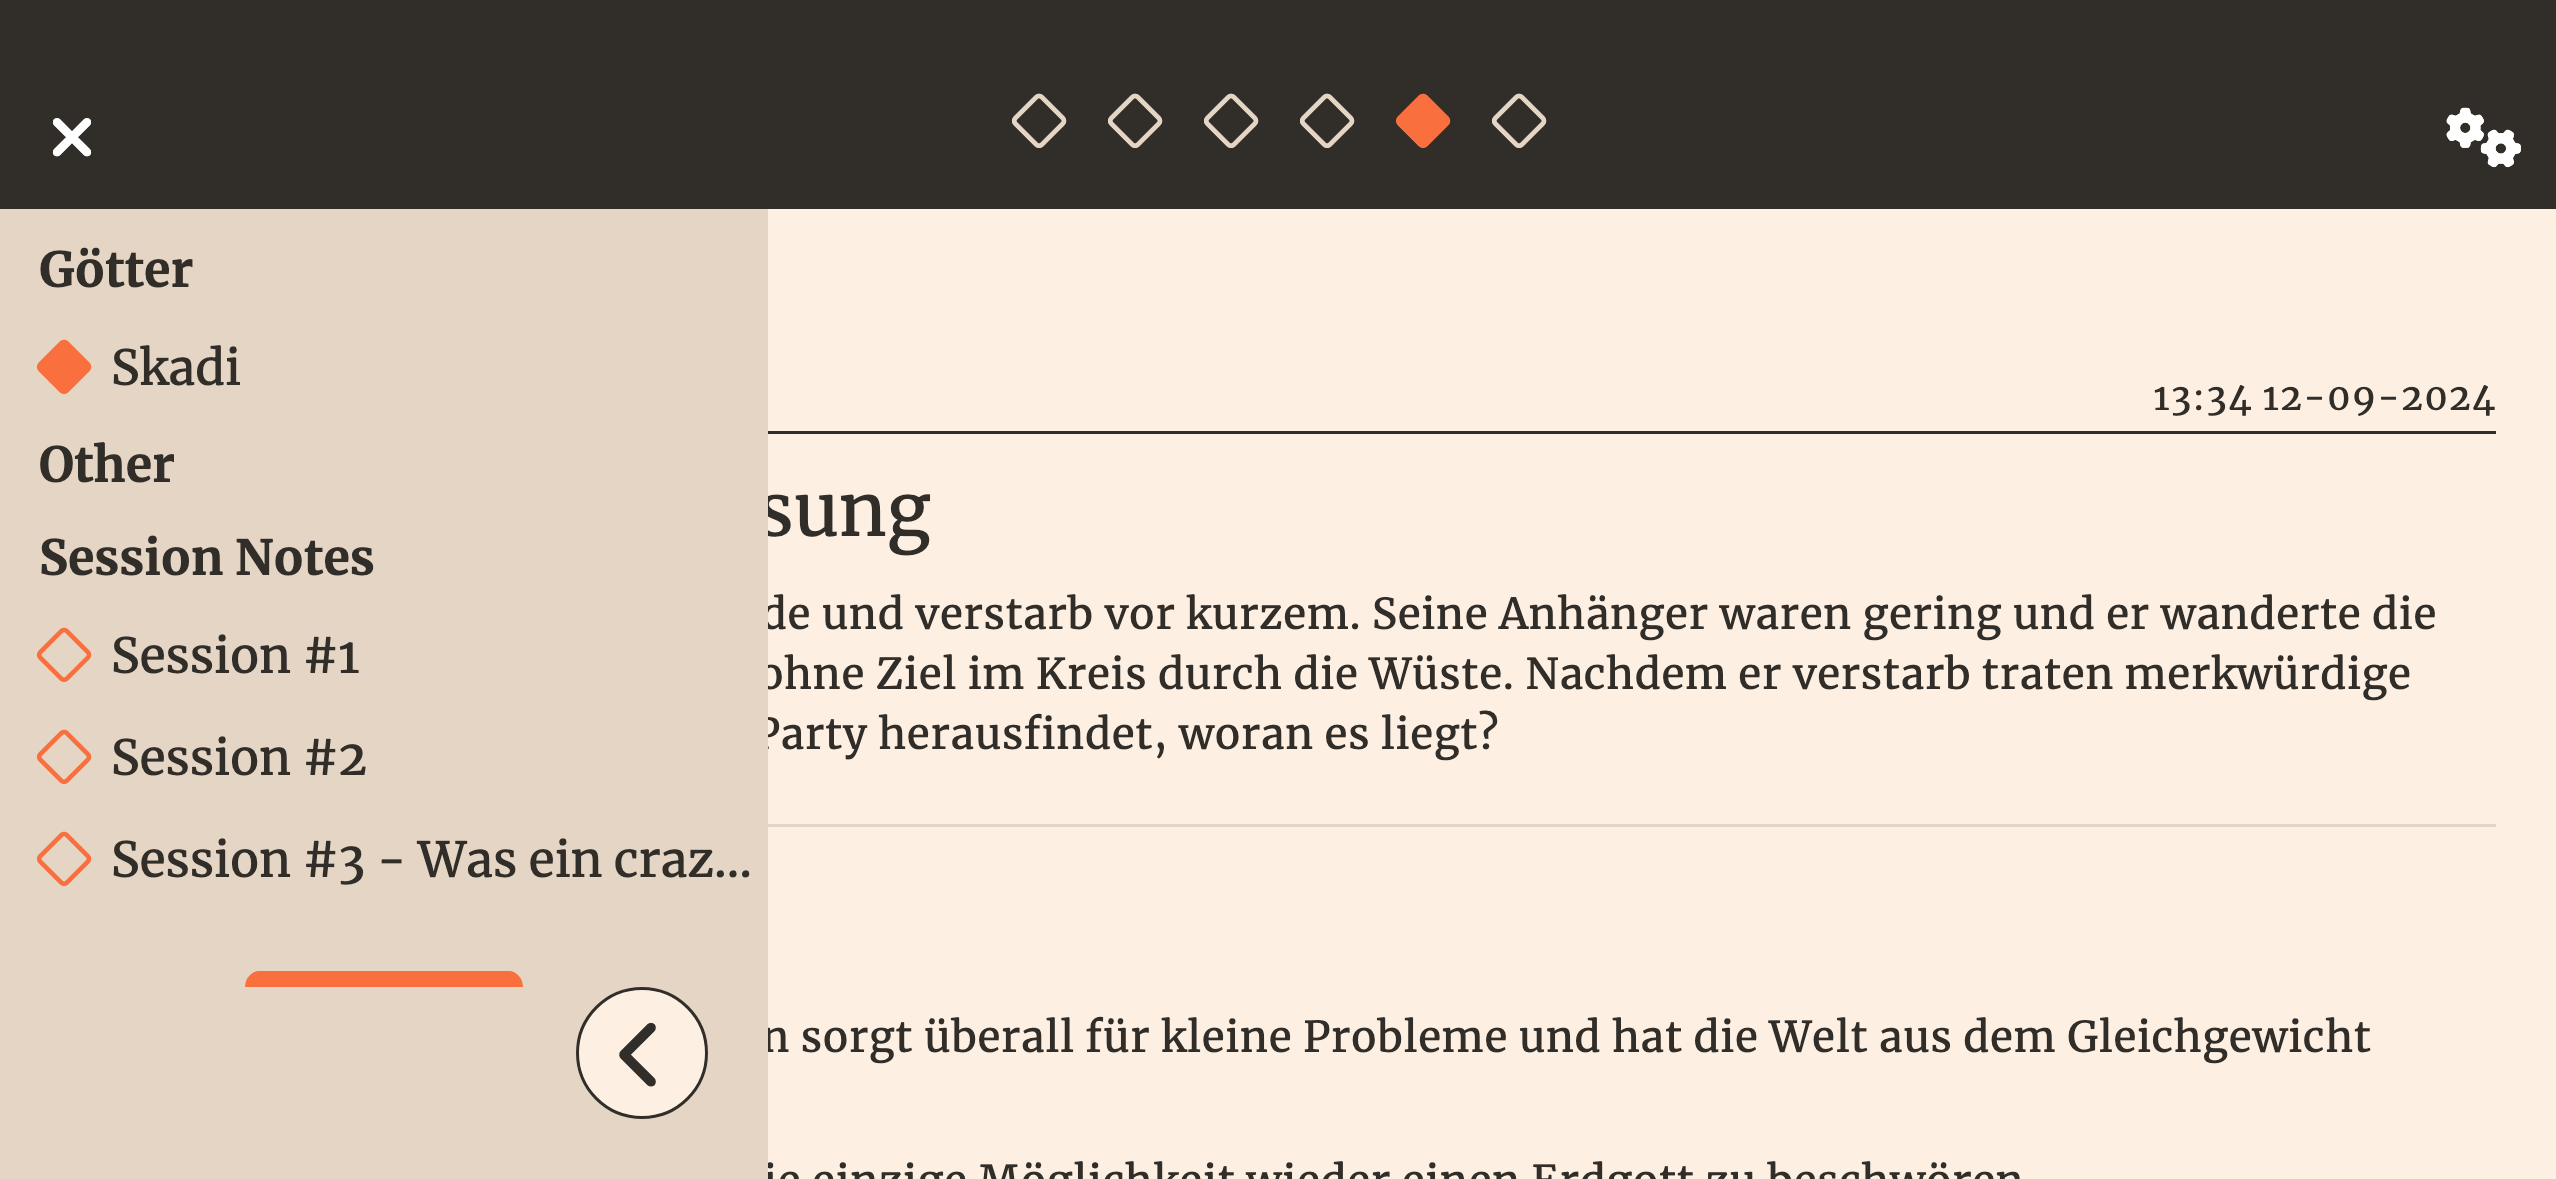 Götter
Skadi
Other
Session Notes
Session #1
Session #2
Session #3 - Was ein craz...
13:34 12-09-2024
sung
de und verstarb vor kurzem. Seine Anhänger waren gering und er wanderte die
ohne Ziel im Kreis durch die Wüste. Nachdem er verstarb traten merkwürdige
Party herausfindet, woran es liegt?
n sorgt überall für kleine Probleme und hat die Welt aus dem Gleichgewicht
ie einzige Möglichkeit wieder einen Erdgott zu beschwören